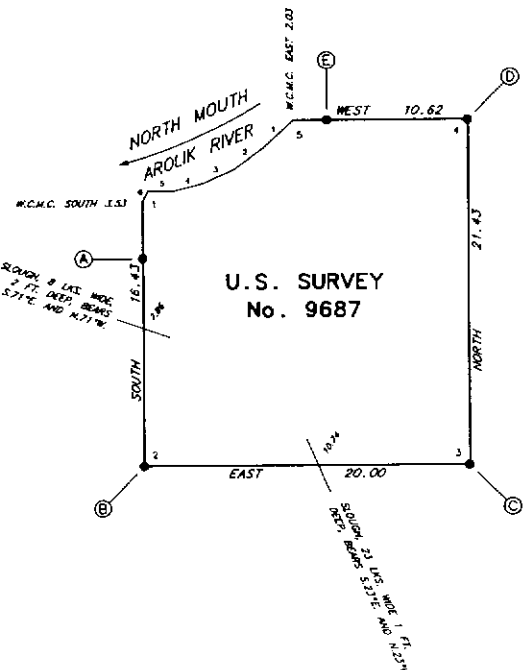 W.C.M.C. EAST 2.03
E
D
WEST 10.62
NORTH MOUTH
AROLIK RIVER
1
5
4
2
3
4
5
6
1
W.C.M.C. SOUTH 3.53
A
21.43
SLOUGH, 8 LKS. WIDE,
2 FT. DEEP, BEARS
S.71°E. AND N.71°W.
16.43
U.S. SURVEY
No. 9687
SOUTH
NORTH
10.74
2
3
EAST 20.00
B
C
SLOUGH, 23 LKS. WIDE 1 FT.
DEEP, BEARS S.23°E. AND N.23°W.